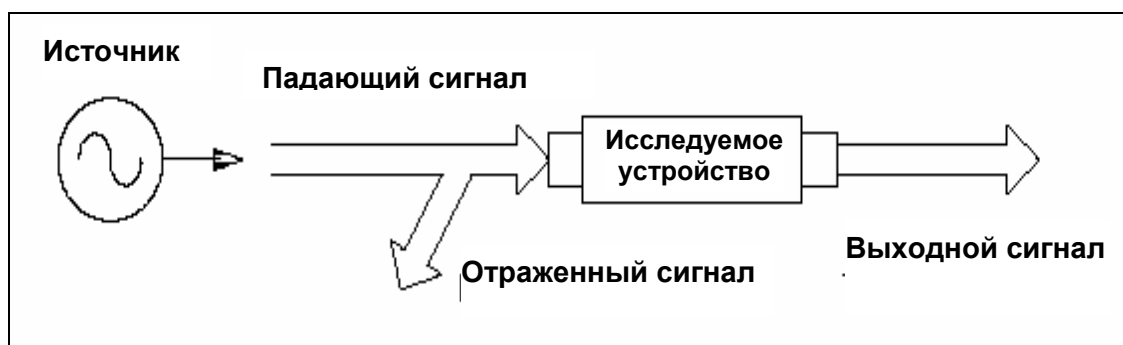 Источник
Падающий сигнал
Исследуемое
устройство
Выходной сигнал
Отраженный сигнал